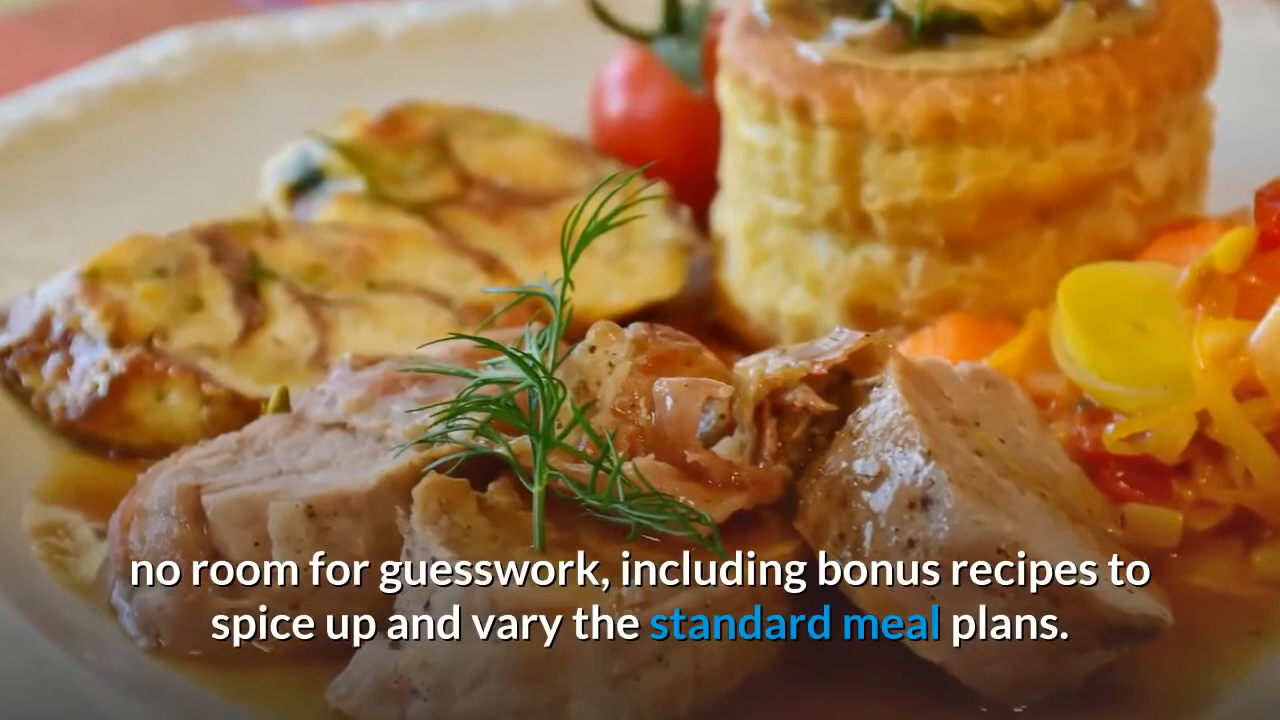 no room for guesswork, including bonus recipes to
spice up and vary the standard meal plans.